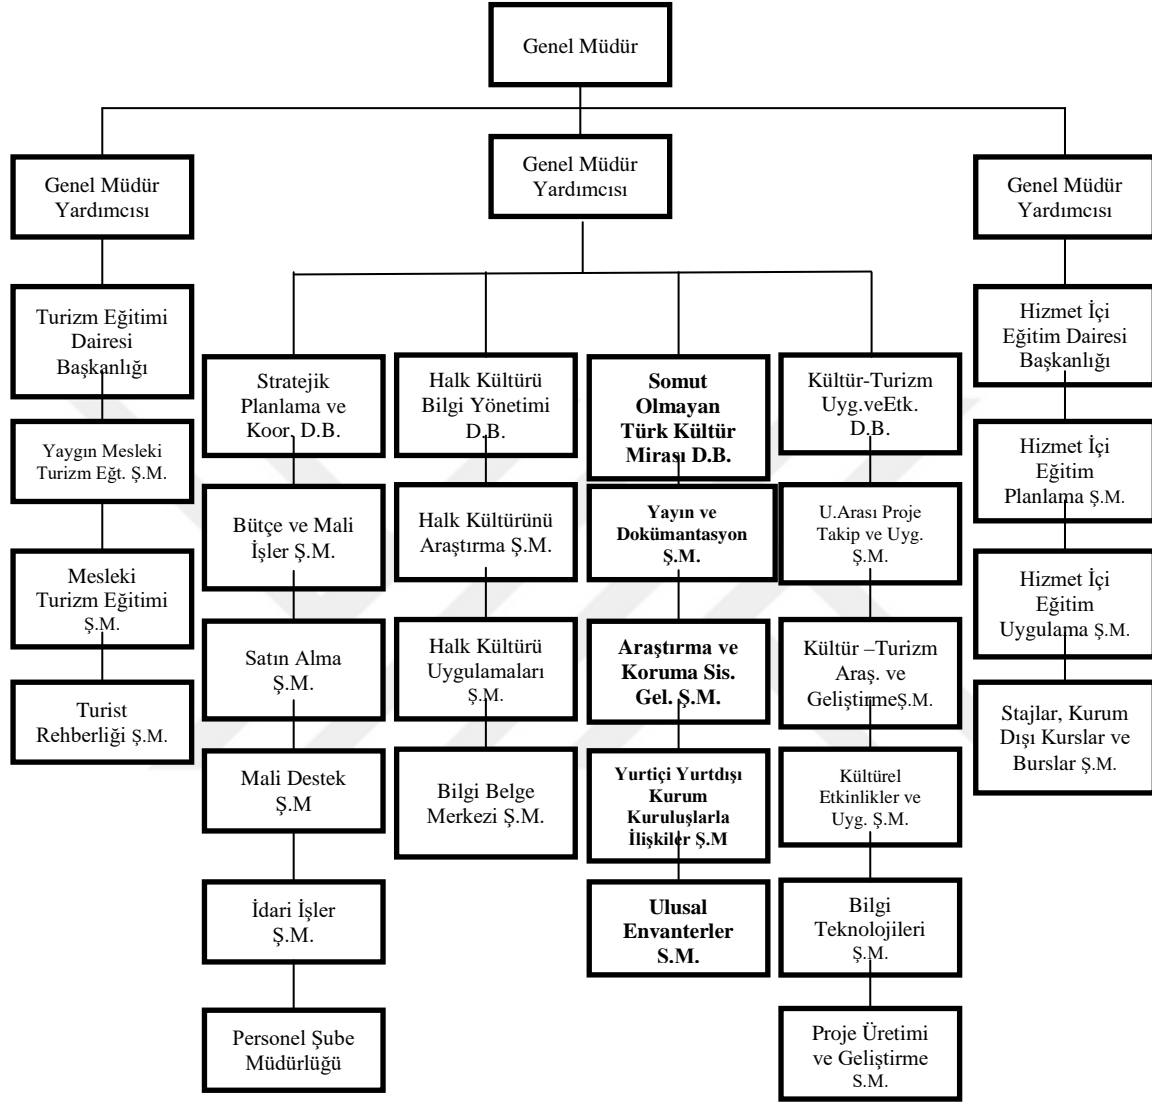 Genel Müdür
Genel Müdür
Yardımcısı
Genel Müdür
Yardımcısı
Genel Müdür
Yardımcısı
Turizm Eğitimi
Dairesi
Başkanlığı
Yaygın Mesleki
Turizm Eğt. Ş.M.
Mesleki
Turizm Eğitimi
Ş.M.
Turist
Rehberliği Ş.M.
Stratejik
Planlama ve
Koor. D.B.
Bütçe ve Mali
İşler Ş.M.
Satın Alma
Ş.M.
Mali Destek
Ş.M
İdari İşler
Ş.M.
Personel Şube
Müdürlüğü
Halk Kültürü
Bilgi Yönetimi
D.B.
Halk Kültürünü
Araştırma Ş.M.
Halk Kültürü
Uygulamaları
Ş.M.
Bilgi Belge
Merkezi Ş.M.
Somut
Olmayan
Türk Kültür
Mirası D.B.
Yayın ve
Dokümantasyon
Ş.M.
Araştırma ve
Koruma Sis.
Gel. Ş.M.
Yurtiçi Yurtdışı
Kurum
Kuruluşlarla
İlişkiler Ş.M
Ulusal
Envanterler
S.M.
Kültür-Turizm
Uyg.veEtk.
D.B.
U.Arası Proje
Takip ve Uyg.
Ş.M.
Kültür –Turizm
Araş. ve
GeliştirmeŞ.M.
Kültürel
Etkinlikler ve
Uyg. Ş.M.
Bilgi
Teknolojileri
Ş.M.
Proje Üretimi
ve Geliştirme
S.M.
Hizmet İçi
Eğitim Dairesi
Başkanlığı
Hizmet İçi
Eğitim
Planlama Ş.M.
Hizmet İçi
Eğitim
Uygulama Ş.M.
Stajlar, Kurum
Dışı Kurslar ve
Burslar Ş.M.